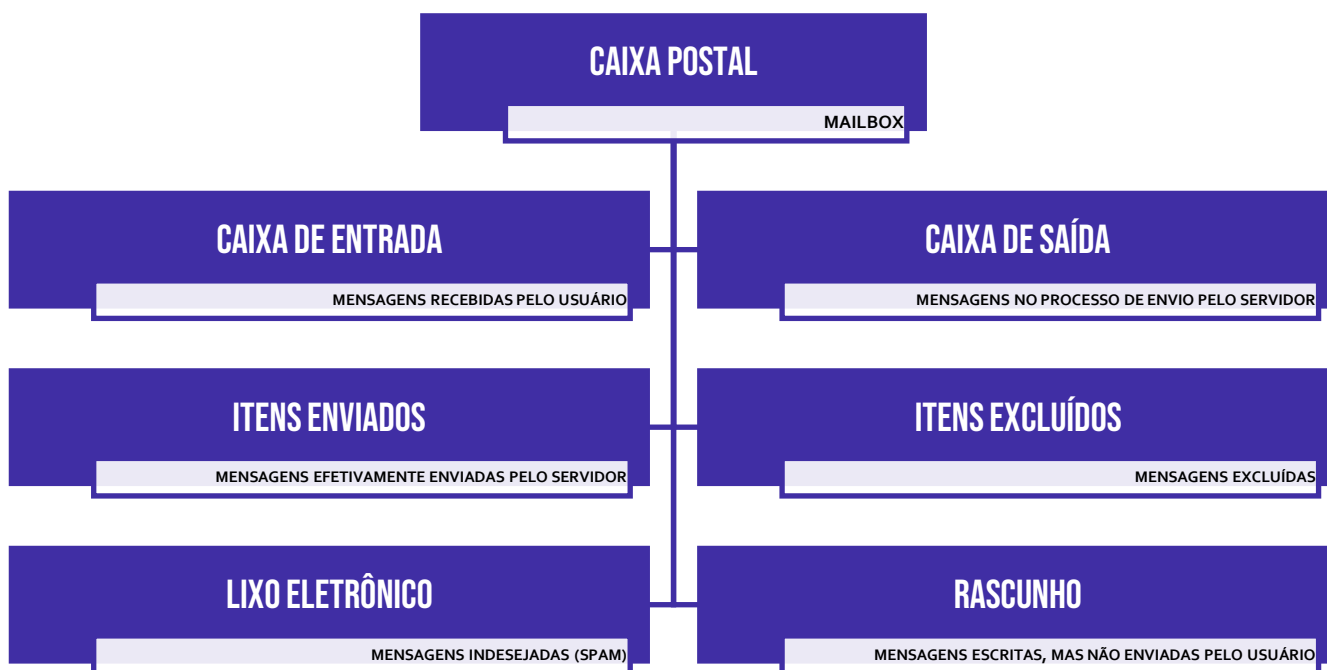 CAIXA POSTAL
MAILBOX
CAIXA DE ENTRADA
MENSAGENS RECEBIDAS PELO USUÁRIO
CAIXA DE SAÍDA
MENSAGENS NO PROCESSO DE ENVIO PELO SERVIDOR
ITENS ENVIADOS
MENSAGENS EFETIVAMENTE ENVIADAS PELO SERVIDOR
ITENS EXCLUÍDOS
MENSAGENS EXCLUÍDAS
LIXO ELETRÔNICO
MENSAGENS INDESEJADAS (SPAM)
RASCUNHO
MENSAGENS ESCRITAS, MAS NÃO ENVIADAS PELO USUÁRIO